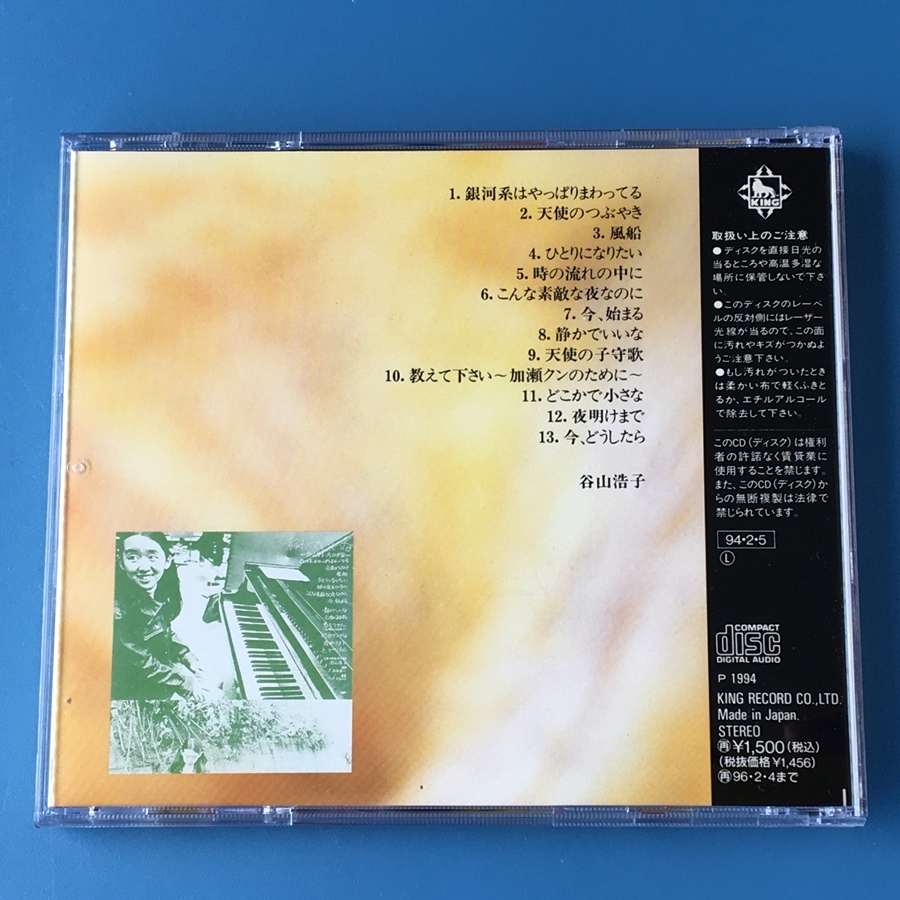 1. 銀河系はやっぱりまわってる
2. 天使のつぶやき
3. 風船
4. ひとりになりたい
5. 時の流れの中に
6. こんな素敵な夜なのに
7. 今、始まる
8. 静かでいいな
9. 天使の子守歌
10. 教えて下さい〜加瀬クンのために〜
11. どこかで小さな
12. 夜明けまで
13. 今、どうしたら
谷山浩子
KING
取扱い上のご注意
●ディスクを直接日光の
当るところや高温多湿な
場所に保管しないで下さ
い。
●このディスクのレーベ
ルの反対側にはレーザー
光線が当るので、この面
に汚れやキズがつかぬよ
うご注意下さい。
●もし汚れがついたとき
は柔かい布で軽くふきと
るか、エチルアルコール
で除去して下さい。
このCD(ディスク)は権利
者の許諾なく賃貸業に
使用することを禁じます。
また、このCD(ディスク)か
らの無断複製は法律で
禁じられています。
94・2・5
L
COMPACT
disc
DIGITAL AUDIO
P 1994
KING RECORD CO.,LTD.
Made in Japan.
STEREO
再¥1,500(税込)
(税抜価格¥1,456)
再96・2・4まで